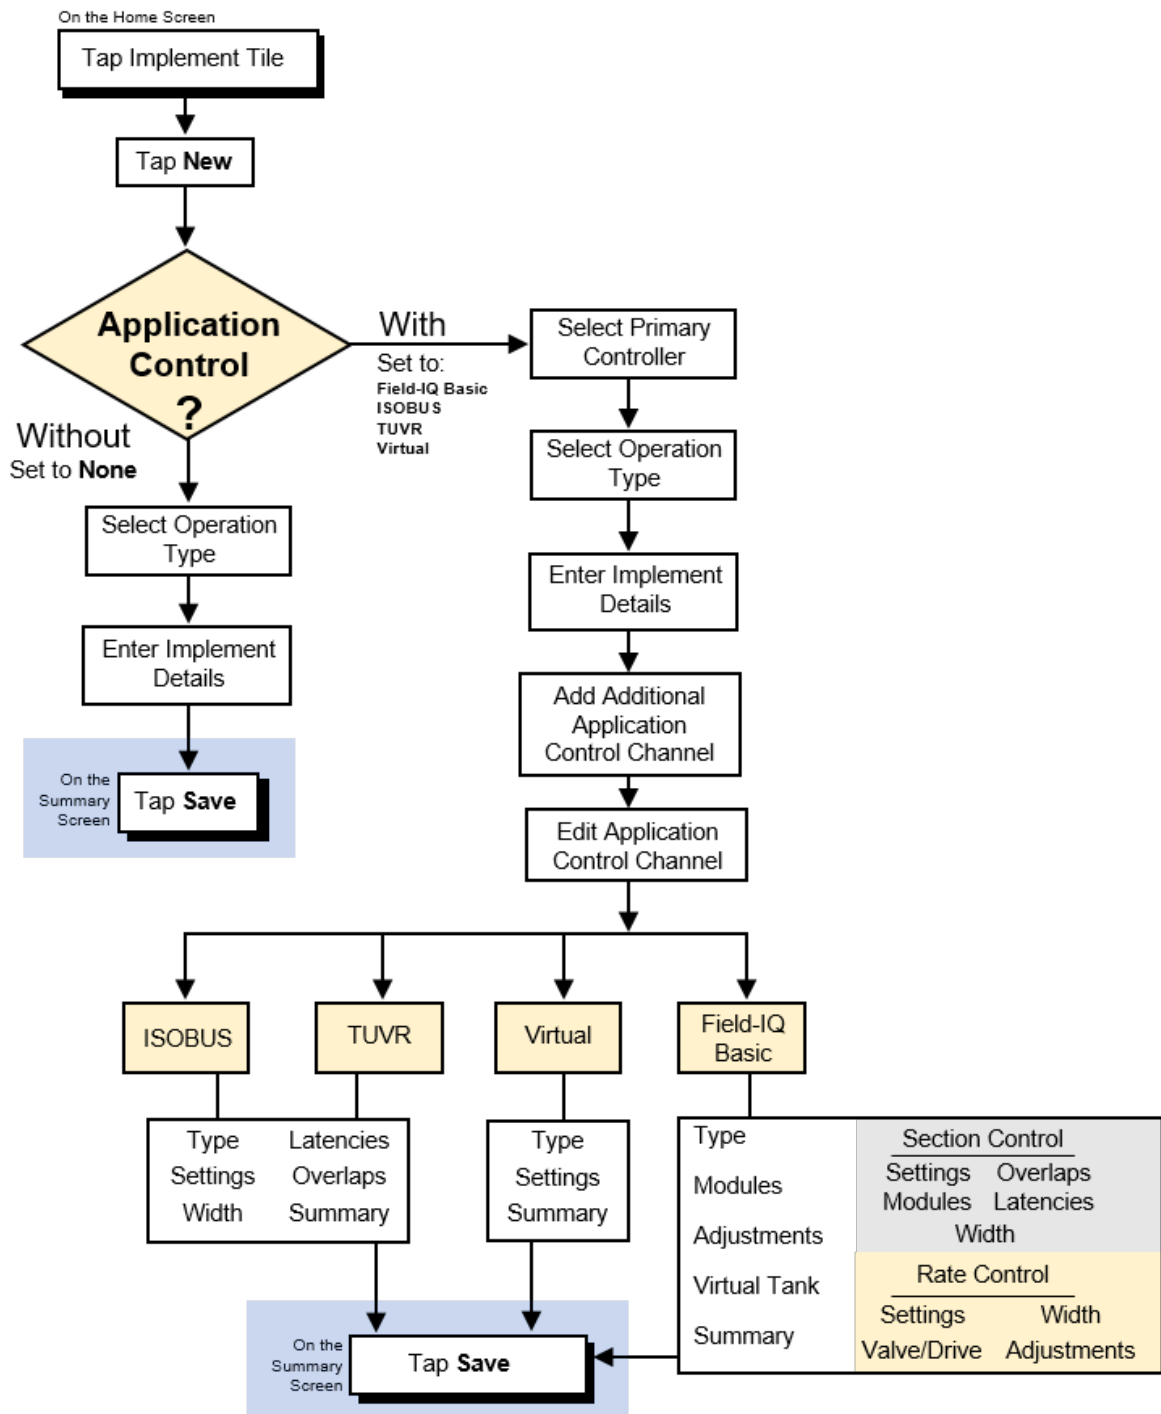 On the Home Screen
Tap Implement Tile
Tap New
Application
Control
?
With
Set to:
Field-IQ Basic
ISOBUS
TUVR
Virtual
Without
Set to None
Select Operation
Type
Enter Implement
Details
On the
Summary
Screen
Tap Save
Select Primary
Controller
Select Operation
Type
Enter Implement
Details
Add Additional
Application
Control Channel
Edit Application
Control Channel
ISOBUS
TUVR
Virtual
Field-IQ
Basic
Type Latencies
Settings Overlaps
Width Summary
Type
Settings
Summary
Type
Modules
Adjustments
Virtual Tank
Summary
Section Control
Settings Overlaps
Modules Latencies
Width
Rate Control
Settings Width
Valve/Drive Adjustments
On the
Summary
Screen
Tap Save